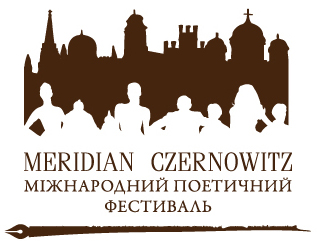 MERIDIAN CZERNOWITZ
МІЖНАРОДНИЙ ПОЕТИЧНИЙ
ФЕСТИВАЛЬ